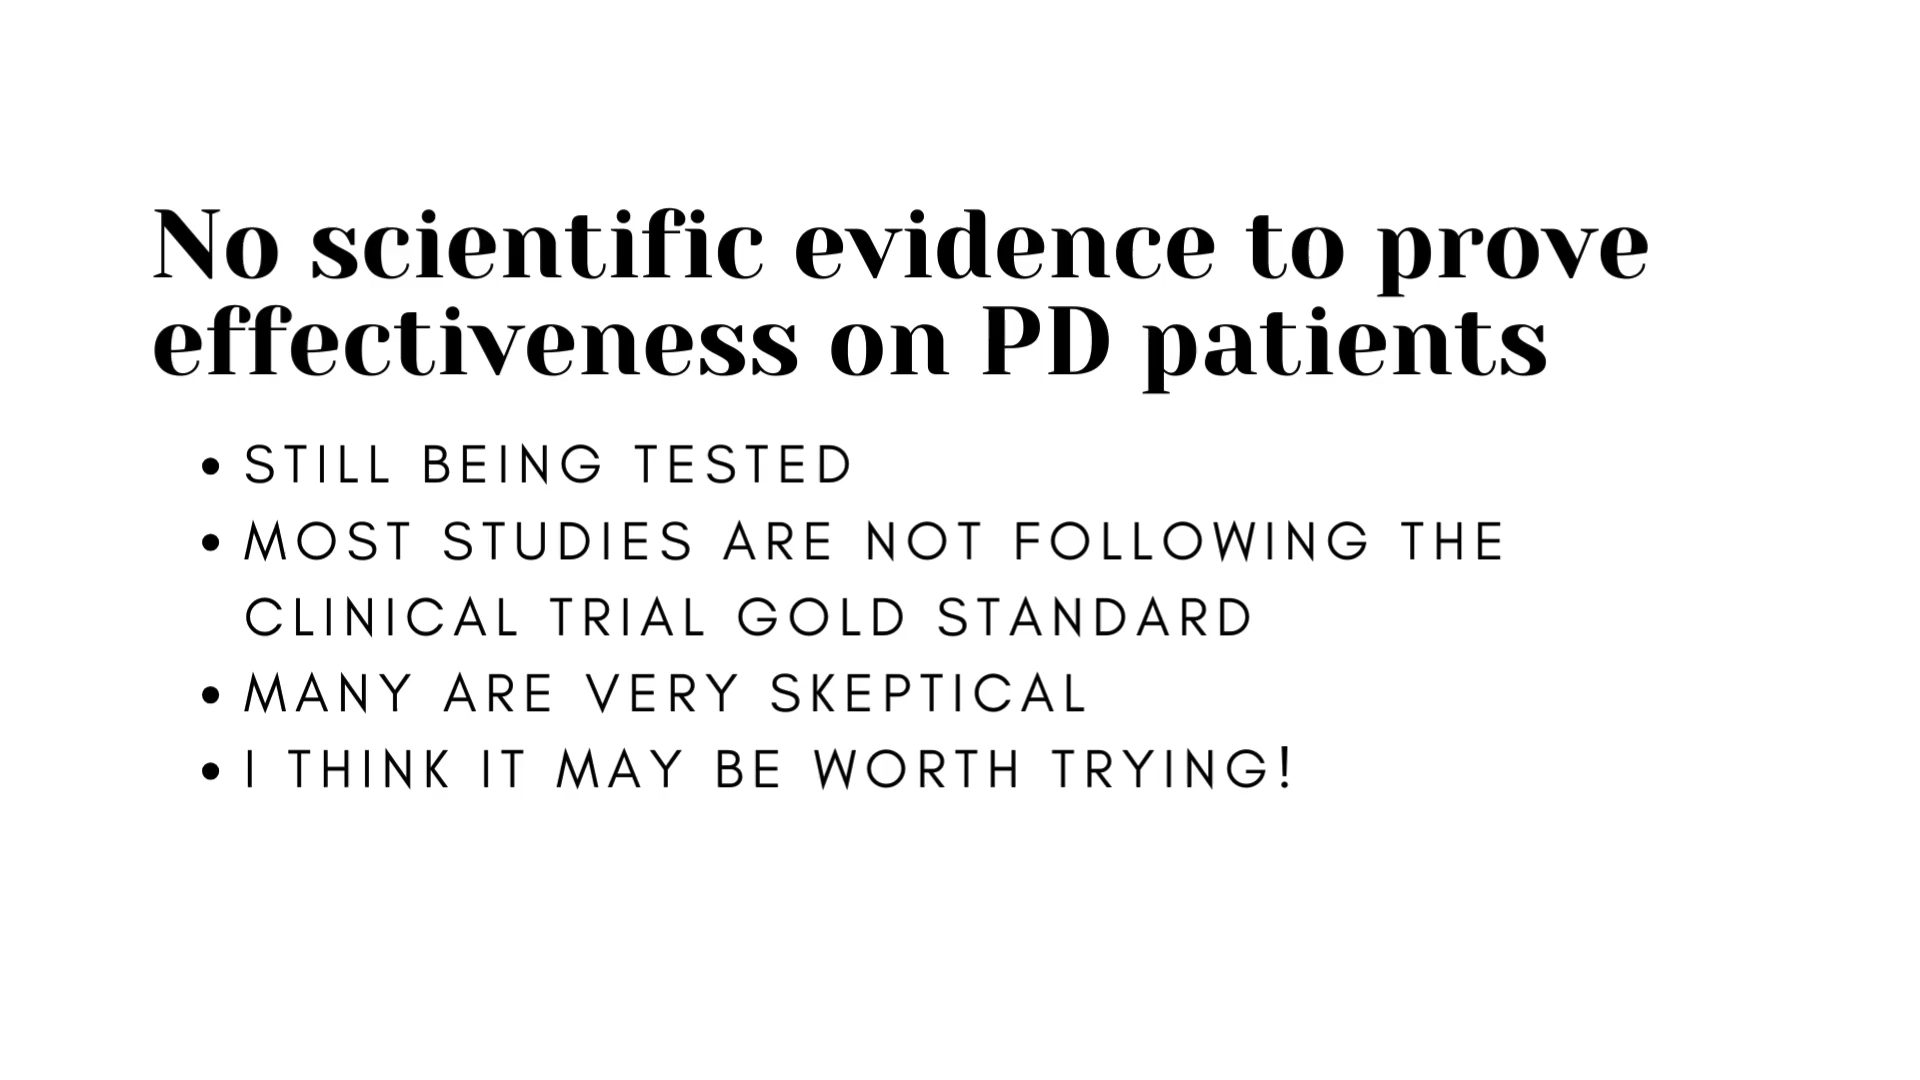 No scientific evidence to prove
effectiveness on PD patients
• STILL BEING TESTED
• MOST STUDIES ARE NOT FOLLOWING THE
CLINICAL TRIAL GOLD STANDARD
• MANY ARE VERY SKEPTICAL
• I THINK IT MAY BE WORTH TRYING!